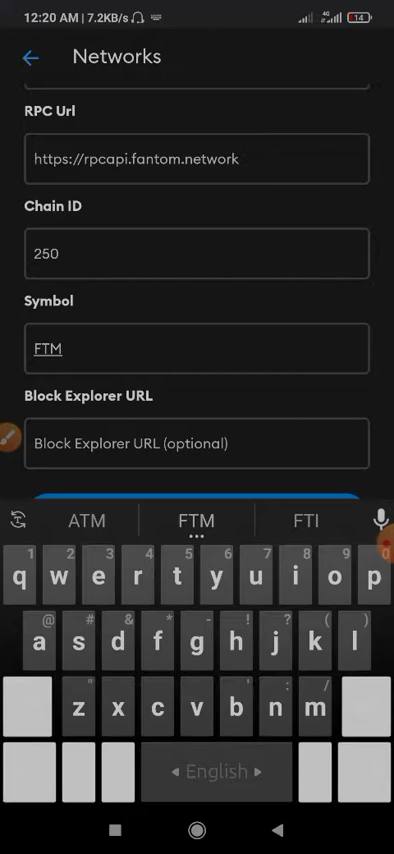 12:20 AM | 7.2KB/s 4G 14
Networks
RPC Url
https://rpcapi.fantom.network
Chain ID
250
Symbol
FTM
Block Explorer URL
Block Explorer URL (optional)
ATM FTM FTI
1 2 3 4 5 6 7 8 9 0
q w e r t y u i o p
@ # & * - ! ? ( )
a s d f g h j k l
" ' : /
z x c v b n m
English